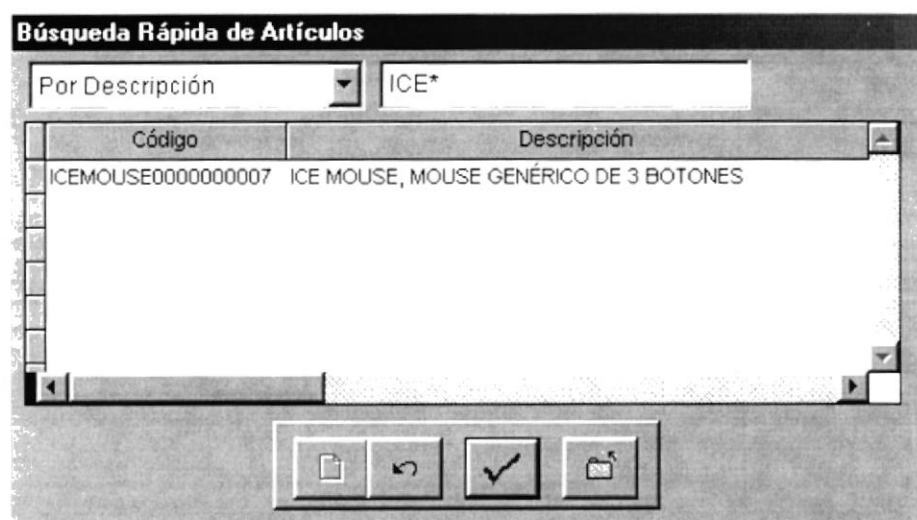 Búsqueda Rápida de Artículos
Por Descripción ICE*
Código Descripción
ICEMOUSE0000000007 ICE MOUSE, MOUSE GENÉRICO DE 3 BOTONES